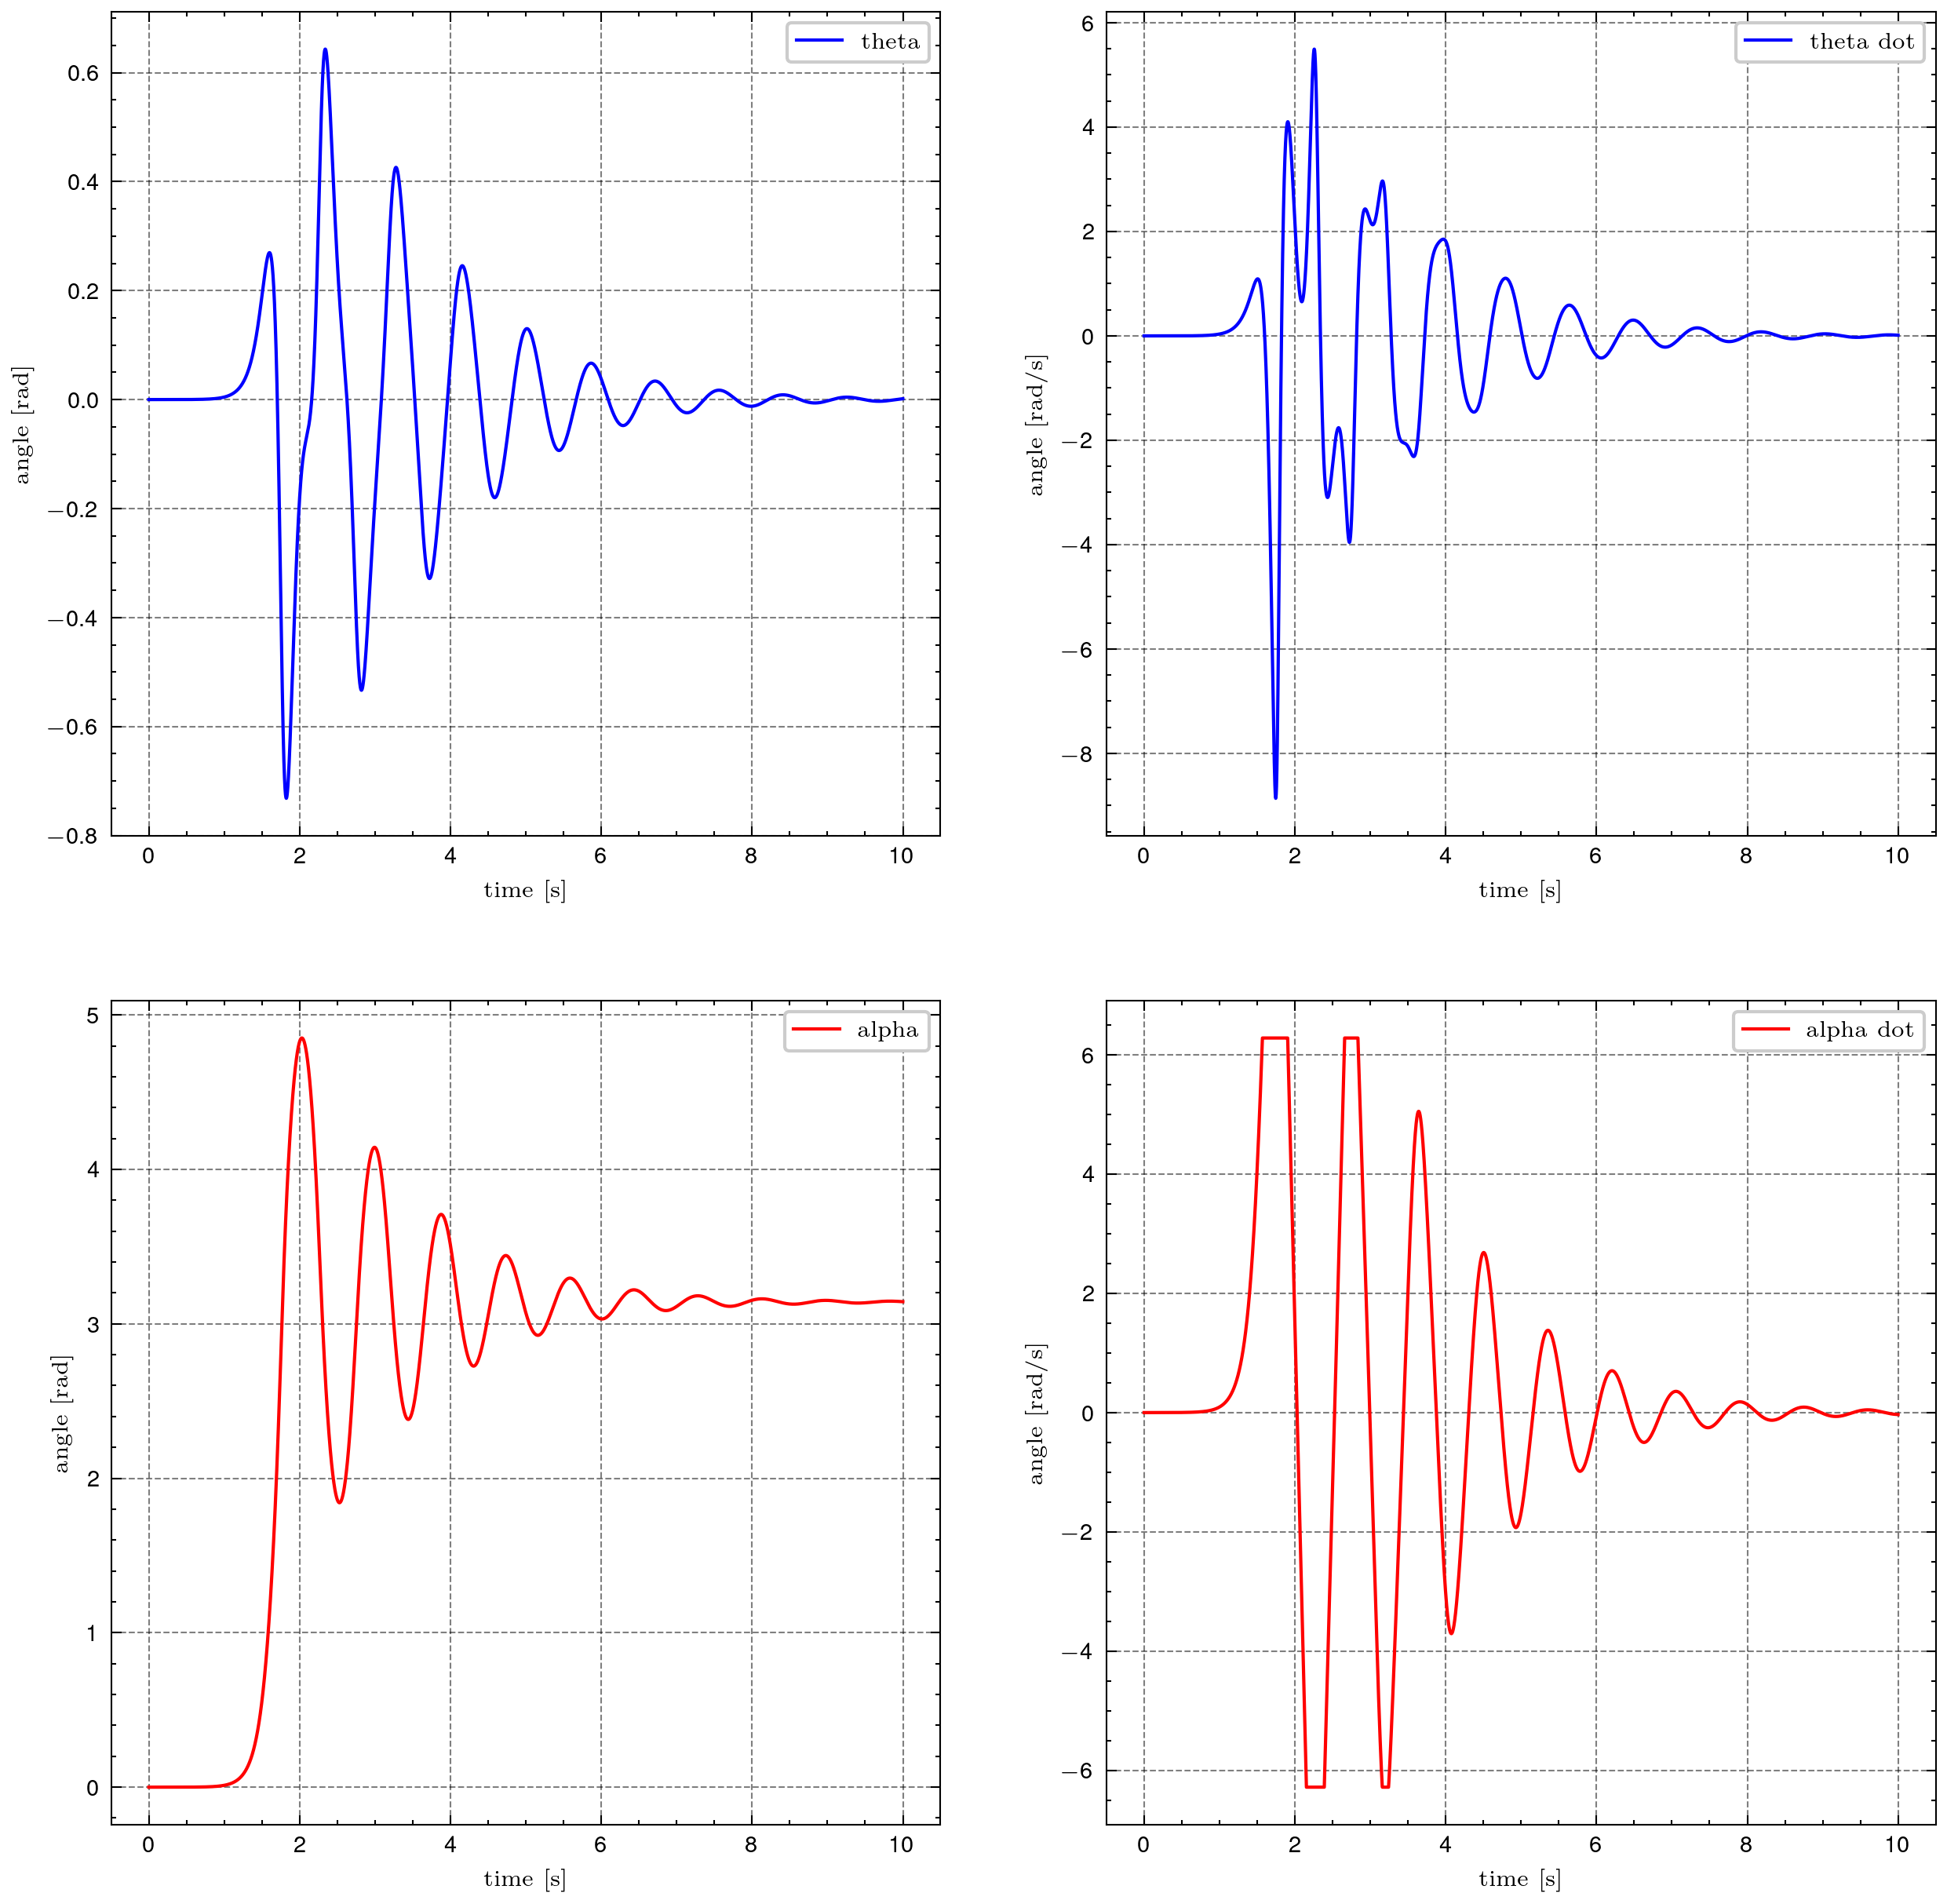 theta
0.6
0.4
0.2
0.0
−0.2
−0.4
−0.6
−0.8
angle [rad]
0 2 4 6 8 10
time [s]
theta dot
6
4
2
0
−2
−4
−6
−8
angle [rad/s]
0 2 4 6 8 10
time [s]
alpha
5
4
3
2
1
0
angle [rad]
0 2 4 6 8 10
time [s]
alpha dot
6
4
2
0
−2
−4
−6
angle [rad/s]
0 2 4 6 8 10
time [s]